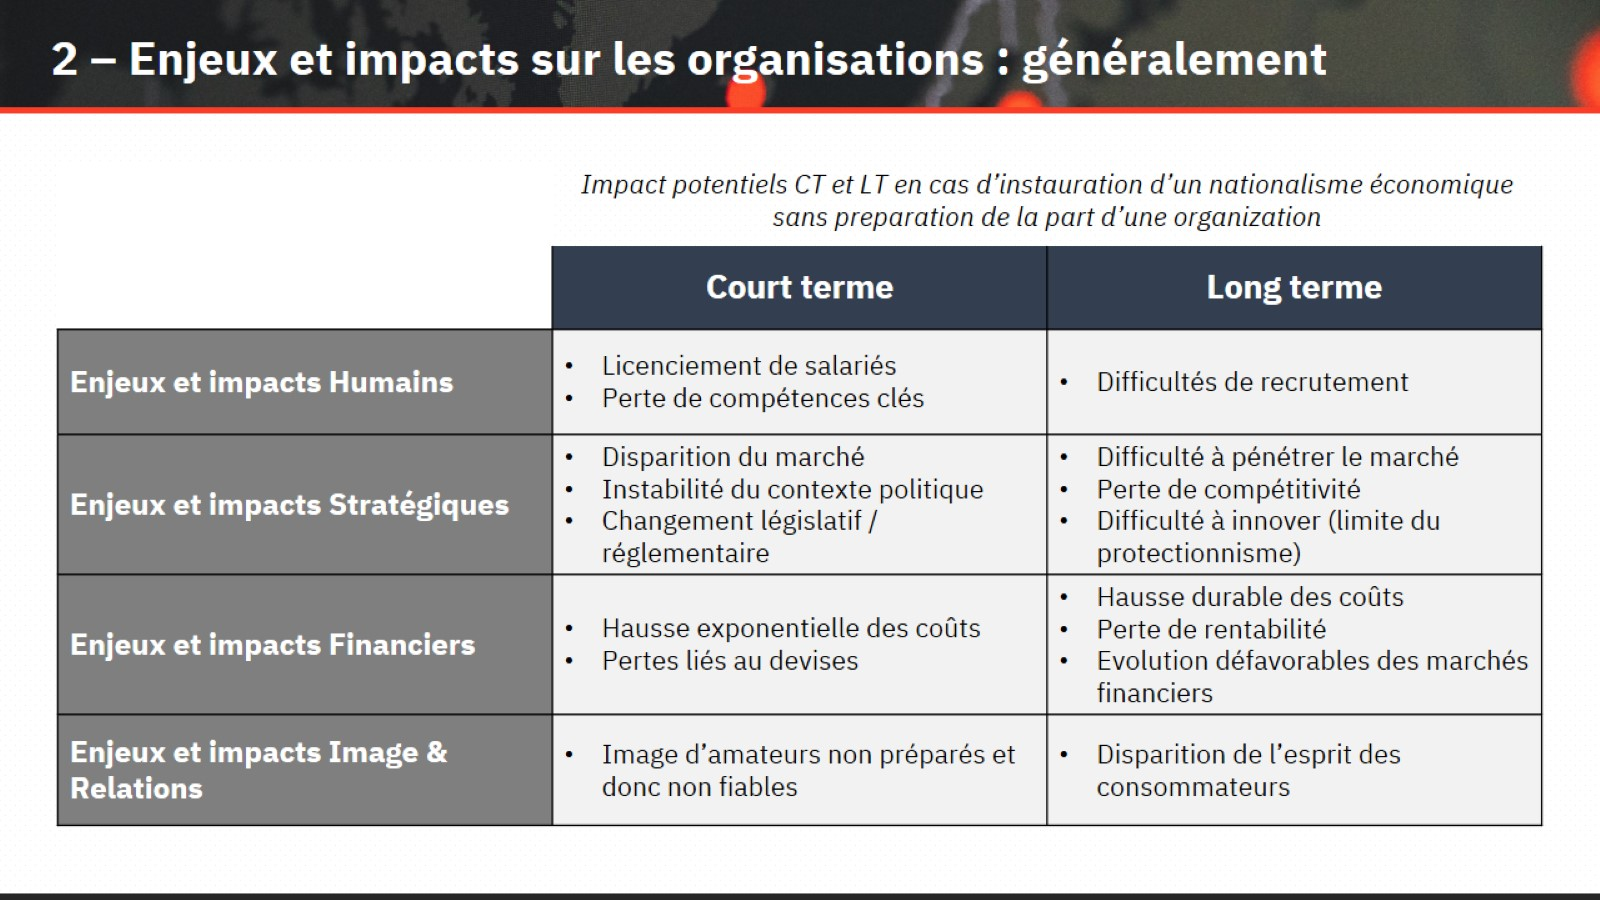 2 – Enjeux et impacts sur les organisations : généralement
Impact potentiels CT et LT en cas d’instauration d’un nationalisme économique
sans preparation de la part d’une organization
Court terme
Long terme
Enjeux et impacts Humains
• Licenciement de salariés
• Perte de compétences clés
• Difficultés de recrutement
Enjeux et impacts Stratégiques
• Disparition du marché
• Instabilité du contexte politique
• Changement législatif /
réglementaire
• Difficulté à pénétrer le marché
• Perte de compétitivité
• Difficulté à innover (limite du
protectionnisme)
Enjeux et impacts Financiers
• Hausse exponentielle des coûts
• Pertes liés au devises
• Hausse durable des coûts
• Perte de rentabilité
• Evolution défavorables des marchés
financiers
Enjeux et impacts Image &
Relations
• Image d’amateurs non préparés et
donc non fiables
• Disparition de l’esprit des
consommateurs